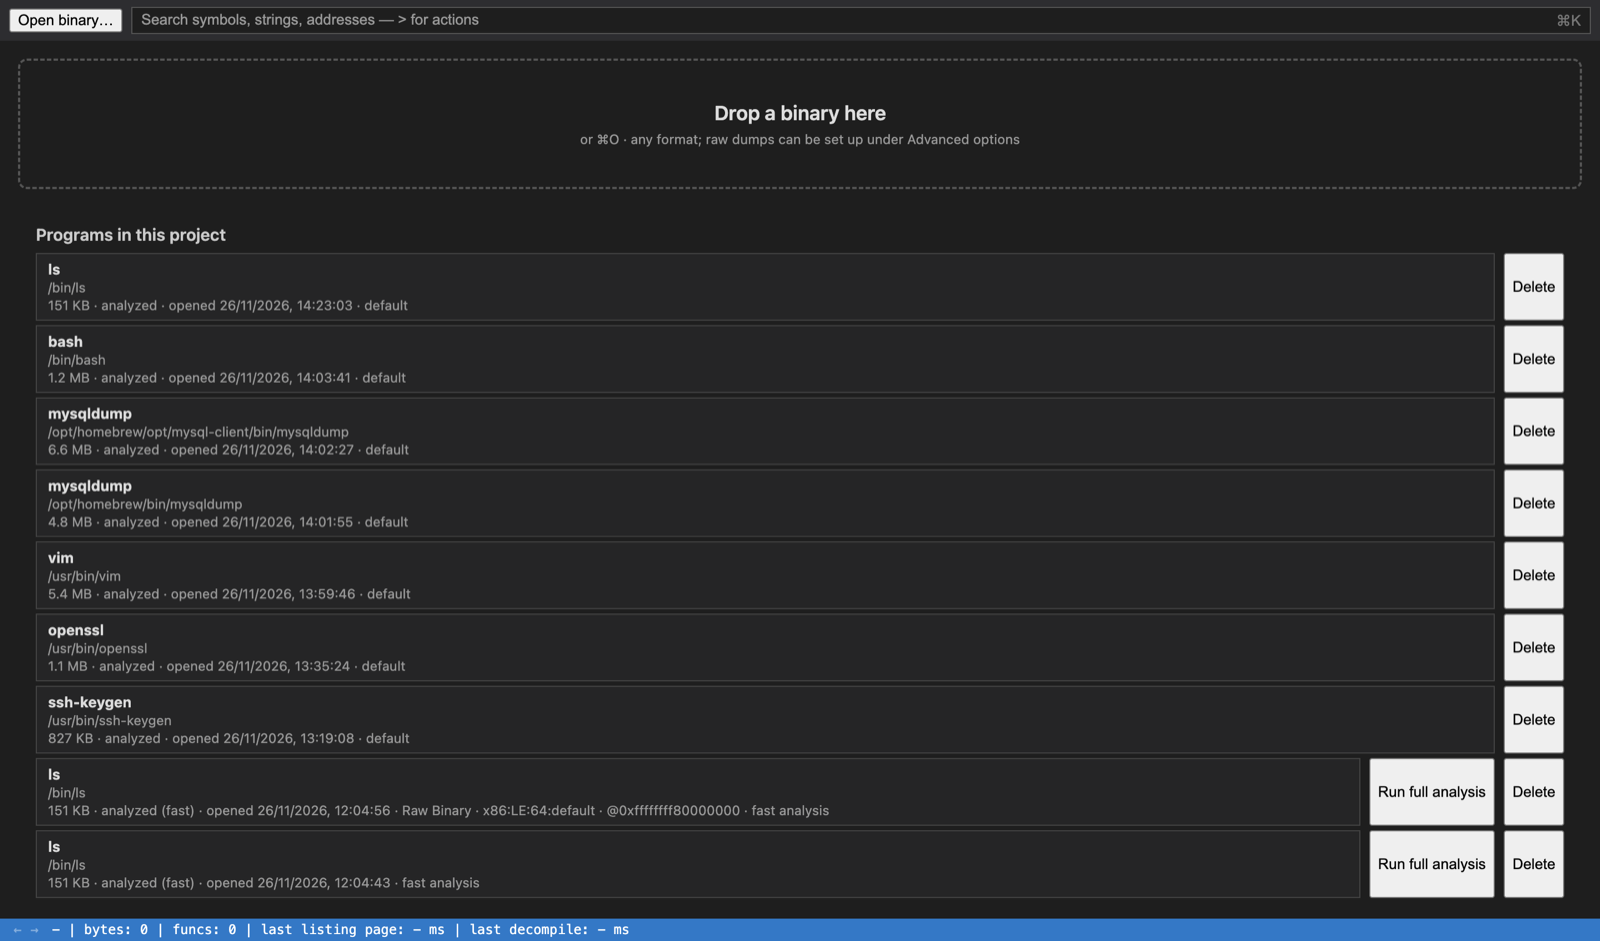 Open binary...
Search symbols, strings, addresses — > for actions
⌘K
Drop a binary here
or ⌘O · any format; raw dumps can be set up under Advanced options
Programs in this project
ls
/bin/ls
151 KB · analyzed · opened 26/11/2026, 14:23:03 · default
Delete
bash
/bin/bash
1.2 MB · analyzed · opened 26/11/2026, 14:03:41 · default
Delete
mysqldump
/opt/homebrew/opt/mysql-client/bin/mysqldump
6.6 MB · analyzed · opened 26/11/2026, 14:02:27 · default
Delete
mysqldump
/opt/homebrew/bin/mysqldump
4.8 MB · analyzed · opened 26/11/2026, 14:01:55 · default
Delete
vim
/usr/bin/vim
5.4 MB · analyzed · opened 26/11/2026, 13:59:46 · default
Delete
openssl
/usr/bin/openssl
1.1 MB · analyzed · opened 26/11/2026, 13:35:24 · default
Delete
ssh-keygen
/usr/bin/ssh-keygen
827 KB · analyzed · opened 26/11/2026, 13:19:08 · default
Delete
ls
/bin/ls
151 KB · analyzed (fast) · opened 26/11/2026, 12:04:56 · Raw Binary · x86:LE:64:default · @0xffffffff80000000 · fast analysis
Run full analysis
Delete
ls
/bin/ls
151 KB · analyzed (fast) · opened 26/11/2026, 12:04:43 · fast analysis
Run full analysis
Delete
← → — | bytes: 0 | funcs: 0 | last listing page: — ms | last decompile: — ms